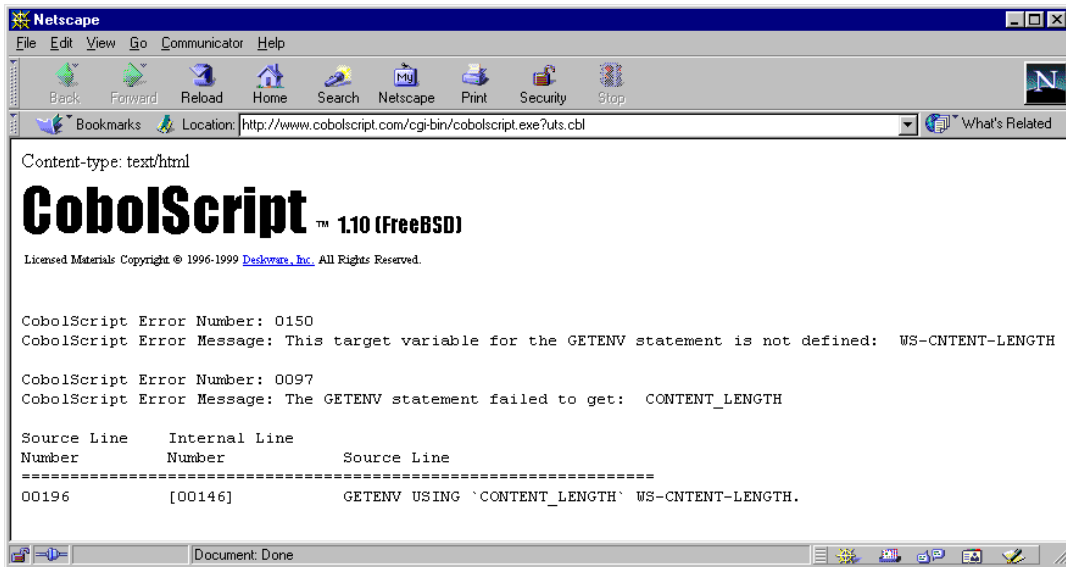 Netscape
File Edit View Go Communicator Help
My
N
Back Forward Reload Home Search Netscape Print Security Stop
Bookmarks Location: http://www.cobolscript.com/cgi-bin/cobolscript.exe?uts.cbl What's Related
Content-type: text/html
CobolScript ™ 1.10 (FreeBSD)
Licensed Materials Copyright © 1996-1999 Deskware, Inc. All Rights Reserved.
CobolScript Error Number: 0150
CobolScript Error Message: This target variable for the GETENV statement is not defined: WS-CNTENT-LENGTH
CobolScript Error Number: 0097
CobolScript Error Message: The GETENV statement failed to get: CONTENT_LENGTH
Source Line Internal Line
Number Number Source Line
=================================================================
00196 [00146] GETENV USING `CONTENT_LENGTH` WS-CNTENT-LENGTH.
Document: Done